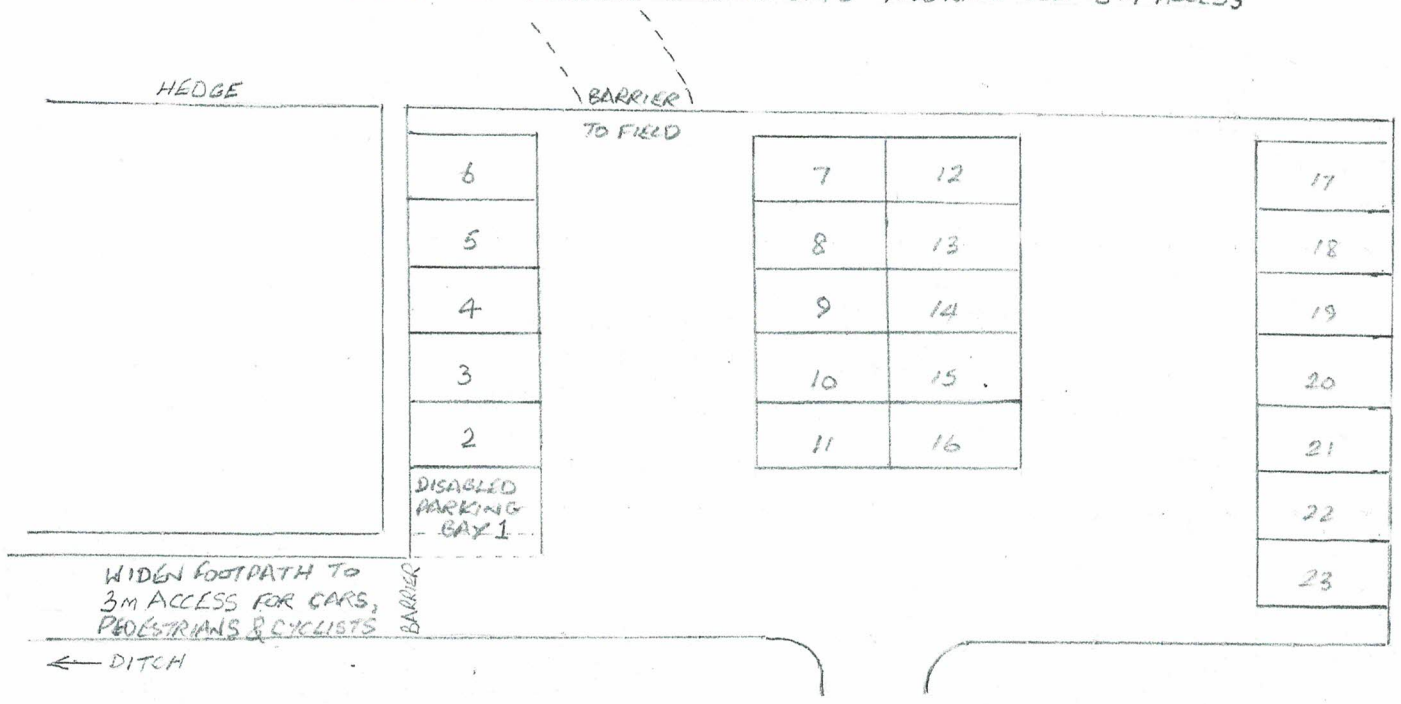 ACCESS
HEDGE
BARRIER
TO FIELD
6
5
4
3
2
DISABLED
PARKING
BAY 1
7
8
9
10
11
12
13
14
15
16
17
18
19
20
21
22
23
WIDEN FOOTPATH TO
3m ACCESS FOR CARS,
PEDESTRIANS & CYCLISTS
BARRIER
← DITCH